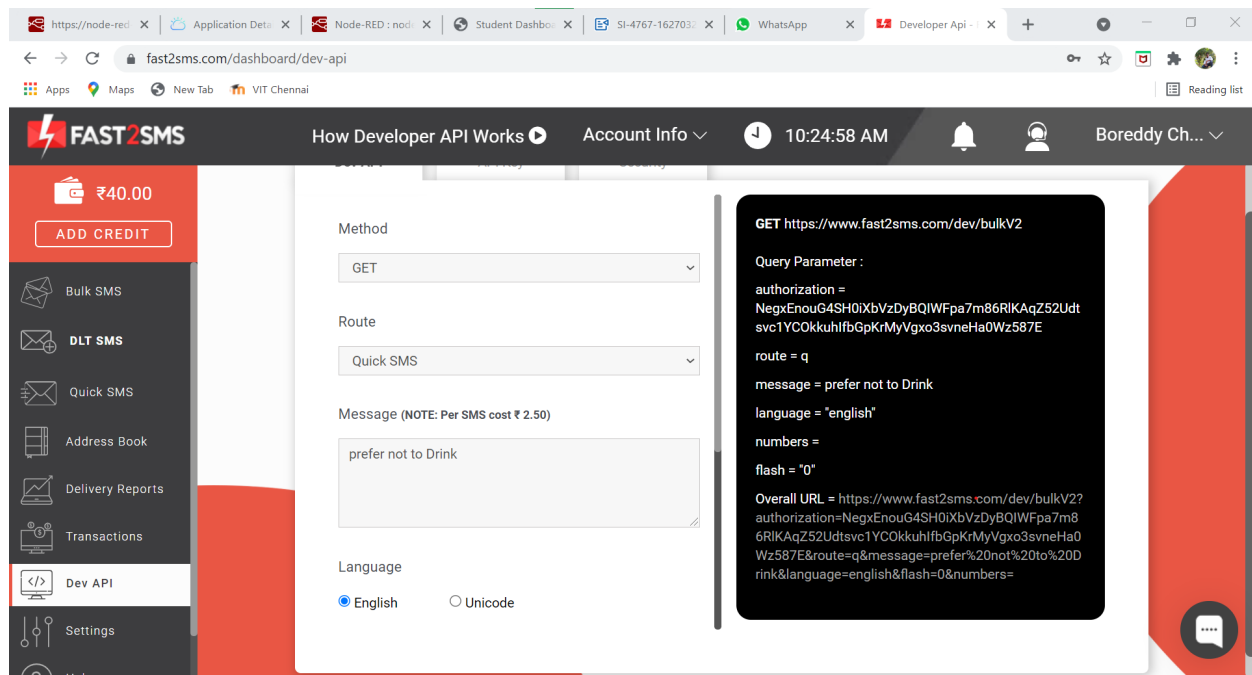 https://node-red
Application Deta
Node-RED : node
Student Dashboa
SI-4767-1627032
WhatsApp
Developer Api -
fast2sms.com/dashboard/dev-api
Apps
Maps
New Tab
VIT Chennai
Reading list
FAST2SMS
How Developer API Works
Account Info
10:24:58 AM
Boreddy Ch...
₹40.00
ADD CREDIT
Bulk SMS
DLT SMS
Quick SMS
Address Book
Delivery Reports
Transactions
Dev API
Settings
Method
GET
Route
Quick SMS
Message (NOTE: Per SMS cost ₹ 2.50)
prefer not to Drink
Language
English
Unicode
GET https://www.fast2sms.com/dev/bulkV2
Query Parameter :
authorization =
NegxEnouG4SH0iXbVzDyBQIWFpa7m86RlKAqZ52Udt
svc1YCOkkuhIfbGpKrMyVgxo3svneHa0Wz587E
route = q
message = prefer not to Drink
language = "english"
numbers =
flash = "0"
Overall URL = https://www.fast2sms.com/dev/bulkV2?
authorization=NegxEnouG4SH0iXbVzDyBQIWFpa7m8
6RlKAqZ52Udtsvc1YCOkkuhIfbGpKrMyVgxo3svneHa0
Wz587E&route=q&message=prefer%20not%20to%20D
rink&language=english&flash=0&numbers=